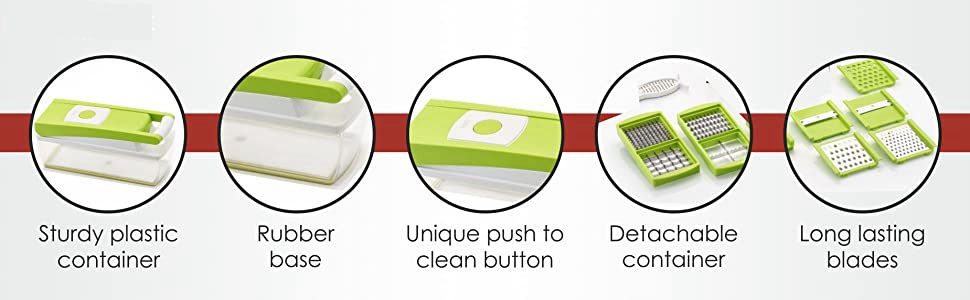 Sturdy plastic
container
Rubber
base
Unique push to
clean button
Detachable
container
Long lasting
blades